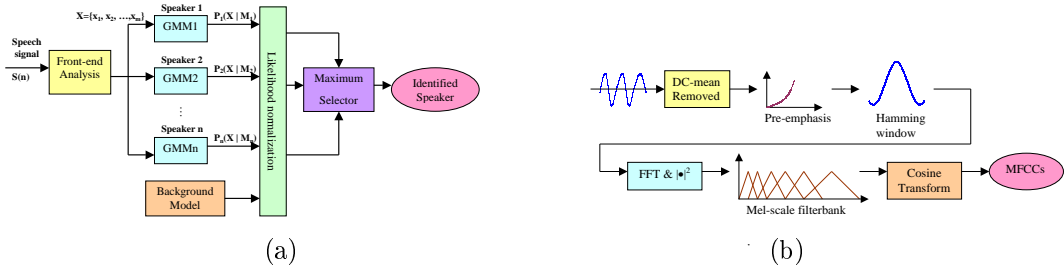 X={x₁, x₂, …,xₘ}
Speaker 1
P₁(X | M₁)
GMM1
Speech
signal
S(n)
Front-end
Analysis
Speaker 2
P₂(X | M₂)
GMM2
...
Speaker n
Pₙ(X | Mₙ)
GMMn
Background
Model
Likelihood normalization
Maximum
Selector
Identified
Speaker
(a)
DC-mean
Removed
Pre-emphasis
Hamming
window
FFT & |•|²
Mel-scale filterbank
Cosine
Transform
MFCCs
(b)